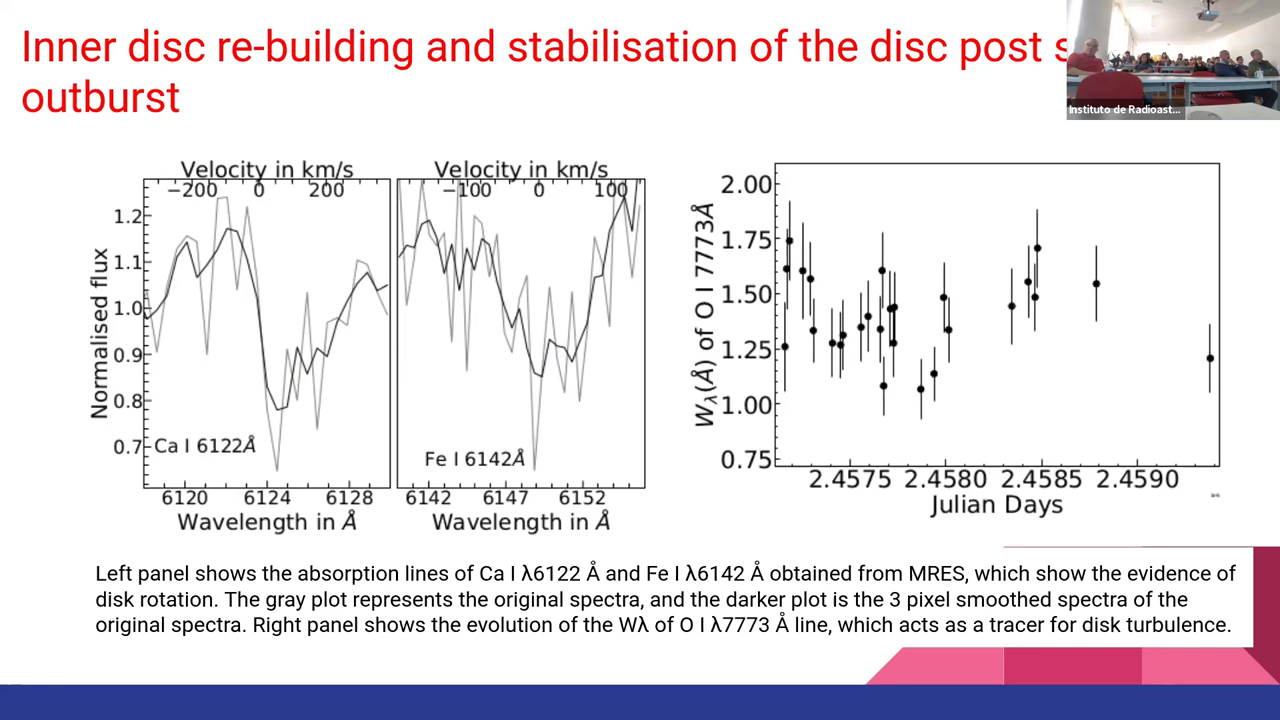 Inner disc re-building and stabilisation of the disc post
outburst
Instituto de Radioast...
Velocity in km/s
−200 0 200
Normalised flux
1.2
1.1
1.0
0.9
0.8
0.7
Ca I 6122Å
6120 6124 6128
Wavelength in Å
Velocity in km/s
−100 0 100
Fe I 6142Å
6142 6147 6152
Wavelength in Å
Wλ(Å) of O I 7773Å
2.00
1.75
1.50
1.25
1.00
0.75
2.4575 2.4580 2.4585 2.4590
Julian Days
Left panel shows the absorption lines of Ca I λ6122 Å and Fe I λ6142 Å obtained from MRES, which show the evidence of
disk rotation. The gray plot represents the original spectra, and the darker plot is the 3 pixel smoothed spectra of the
original spectra. Right panel shows the evolution of the Wλ of O I λ7773 Å line, which acts as a tracer for disk turbulence.